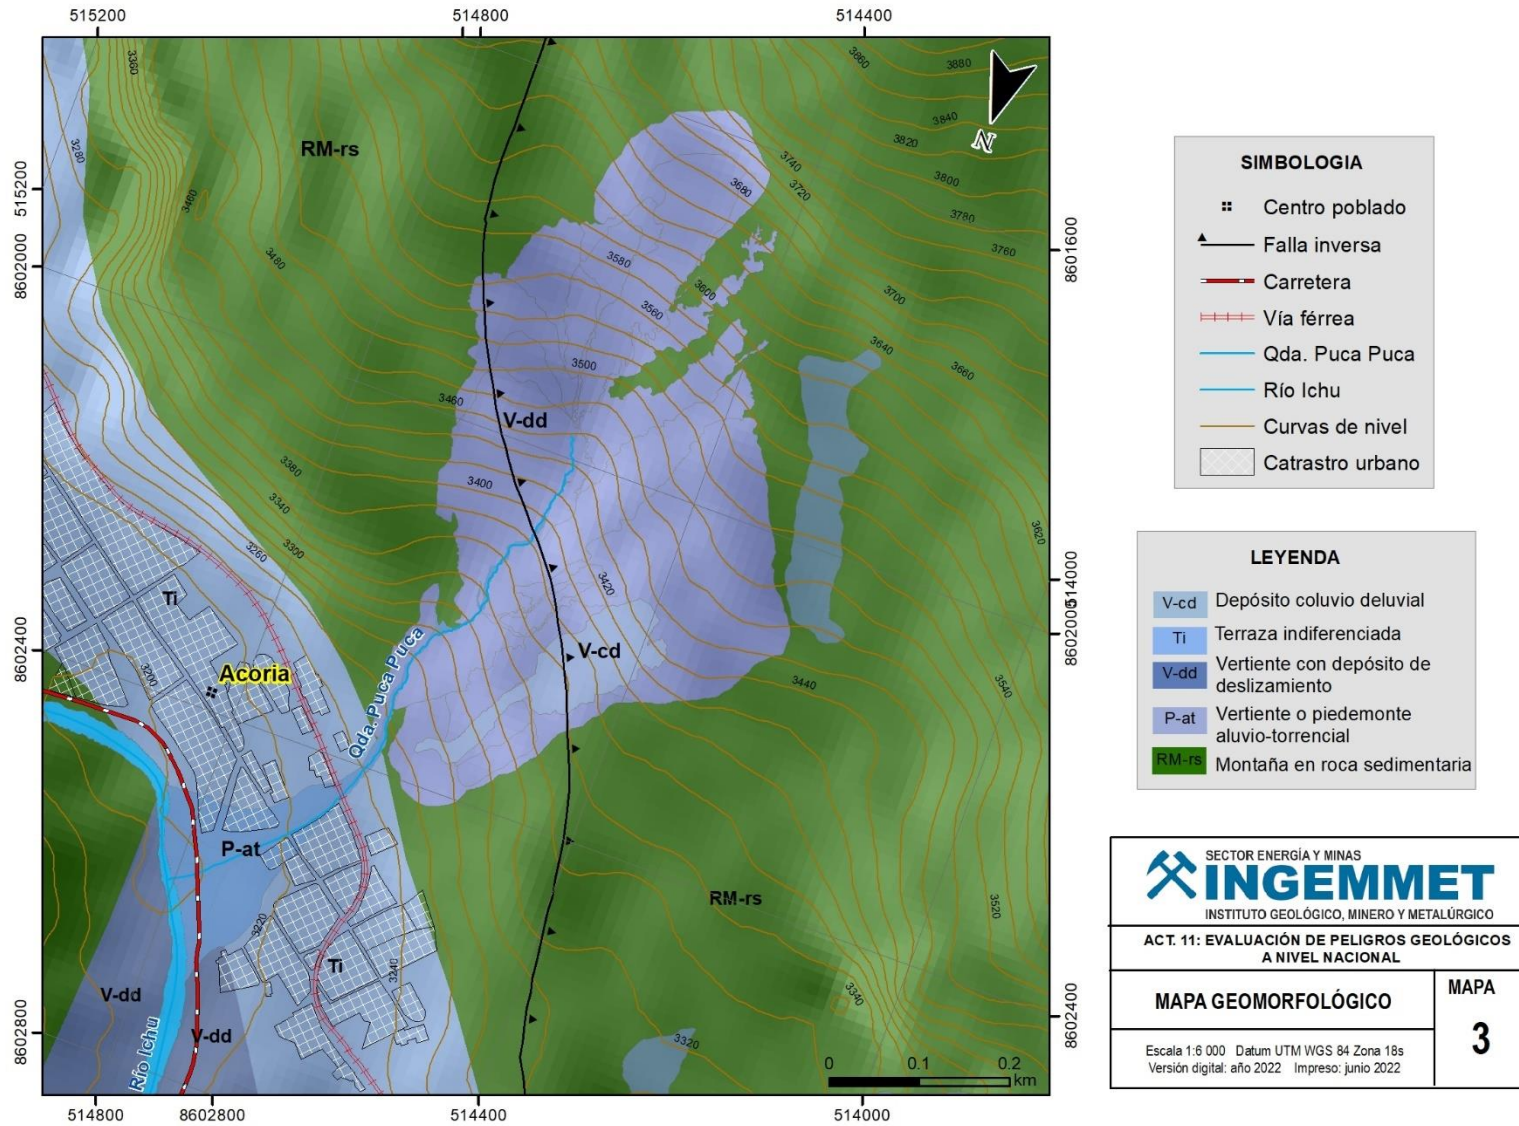 515200
514800
514400
3360
3860
3880
3840
3820
3800
3780
3760
3740
3720
3680
3280
3460
RM-rs
N
515200
8602000
8601600
3480
3580
3600
3560
3700
3640
3660
3500
3460
V-dd
3380
3400
3340
3300
3260
3420
3620
514000
8602000
Ti
V-cd
8602400
3200
Acoria
Qda. Puca Puca
3440
3540
P-at
RM-rs
3520
3220
Ti
3240
V-dd
V-dd
Río Ichu
3340
3320
8602800
8602400
0 0.1 0.2
km
514800
8602800
514400
514000
SIMBOLOGIA
Centro poblado
Falla inversa
Carretera
Vía férrea
Qda. Puca Puca
Río Ichu
Curvas de nivel
Catrastro urbano
LEYENDA
V-cd Depósito coluvio deluvial
Ti Terraza indiferenciada
V-dd Vertiente con depósito de
deslizamiento
P-at Vertiente o piedemonte
aluvio-torrencial
RM-rs Montaña en roca sedimentaria
SECTOR ENERGÍA Y MINAS
INGEMMET
INSTITUTO GEOLÓGICO, MINERO Y METALÚRGICO
ACT. 11: EVALUACIÓN DE PELIGROS GEOLÓGICOS
A NIVEL NACIONAL
MAPA GEOMORFOLÓGICO
MAPA
3
Escala 1:6 000 Datum UTM WGS 84 Zona 18s
Versión digital: año 2022 Impreso: junio 2022